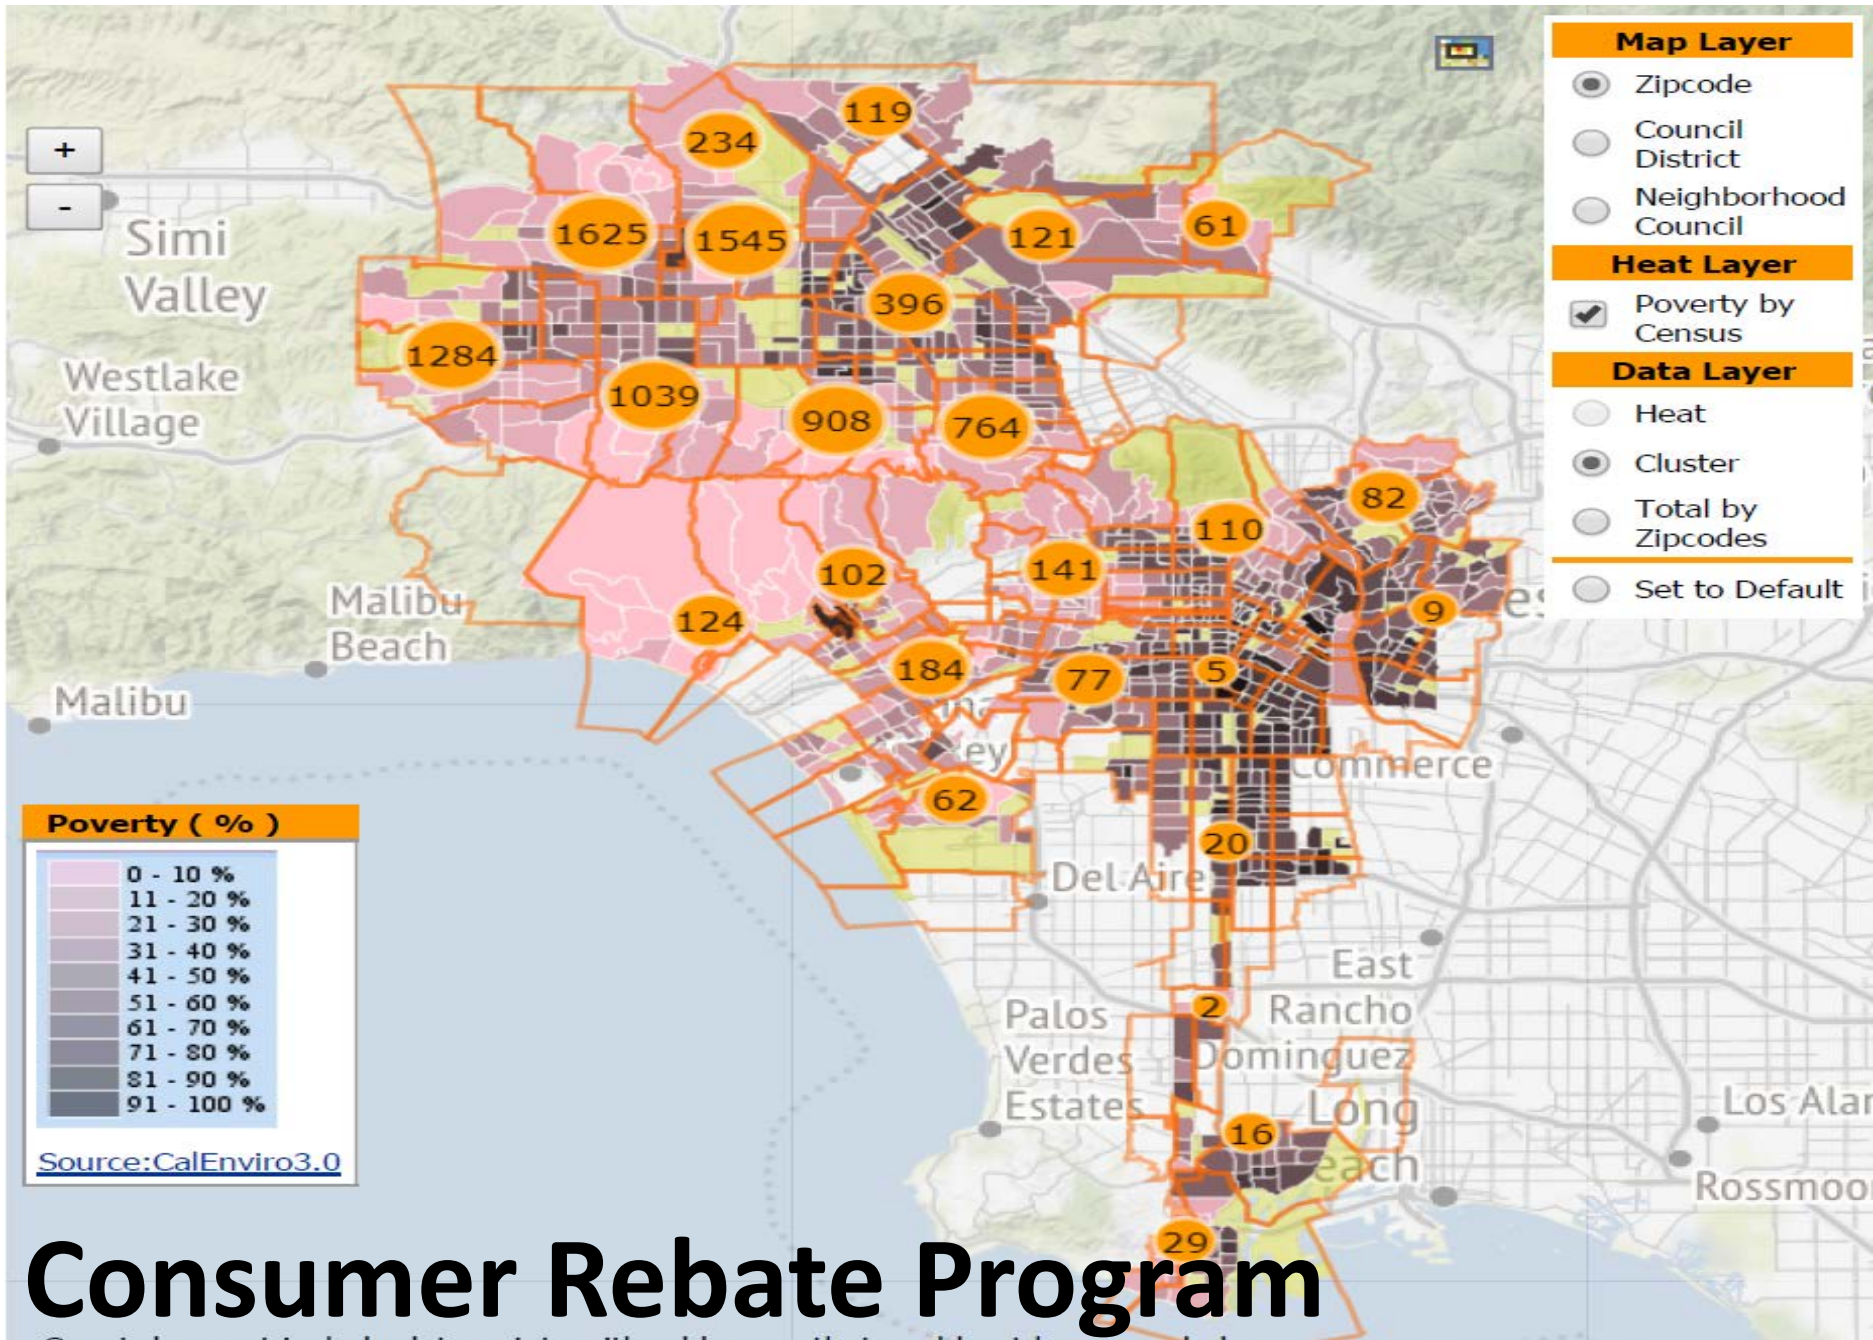 Map Layer
Zipcode
Council
District
Neighborhood
Council
Heat Layer
Poverty by
Census
Data Layer
Heat
Cluster
Total by
Zipcodes
Set to Default
+
-
119
234
1625
1545
121
61
396
1284
1039
908
764
82
110
141
102
9
124
184
77
5
62
20
2
16
29
Simi
Valley
Westlake
Village
Malibu
Beach
Malibu
Commerce
Del Aire
East
Rancho
Dominguez
Palos
Verdes
Estates
Long
each
Los Alar
Rossmoo
ey
Poverty ( % )
0 - 10 %
11 - 20 %
21 - 30 %
31 - 40 %
41 - 50 %
51 - 60 %
61 - 70 %
71 - 80 %
81 - 90 %
91 - 100 %
Source:CalEnviro3.0
Consumer Rebate Program